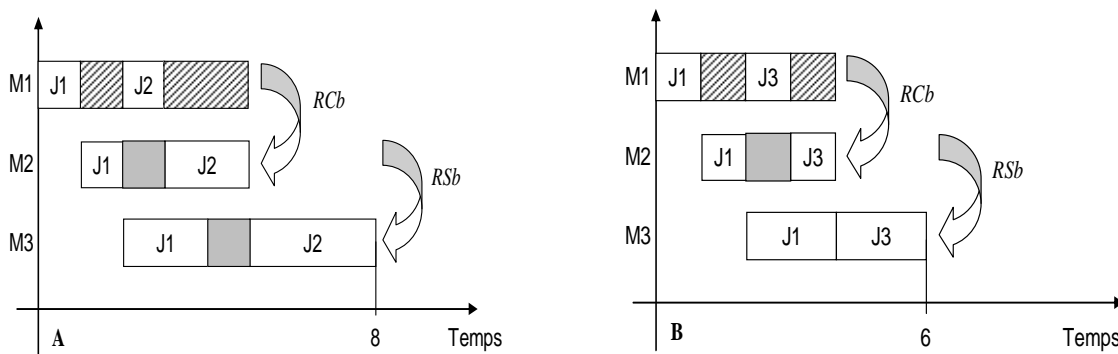 M1 J1 J2 RCb
M2 J1 J2 RSb
M3 J1 J2
A 8 Temps
M1 J1 J3 RCb
M2 J1 J3 RSb
M3 J1 J3
B 6 Temps